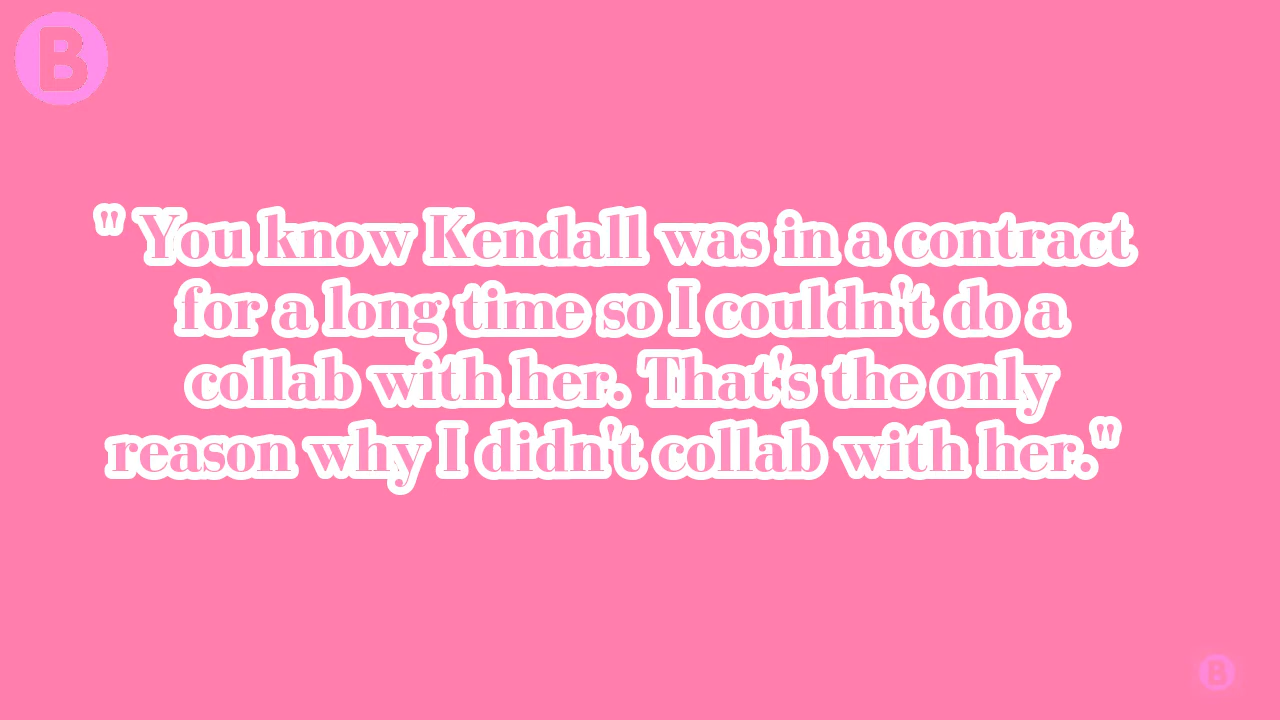 B
" You know Kendall was in a contract
for a long time so I couldn't do a
collab with her. That's the only
reason why I didn't collab with her."
B